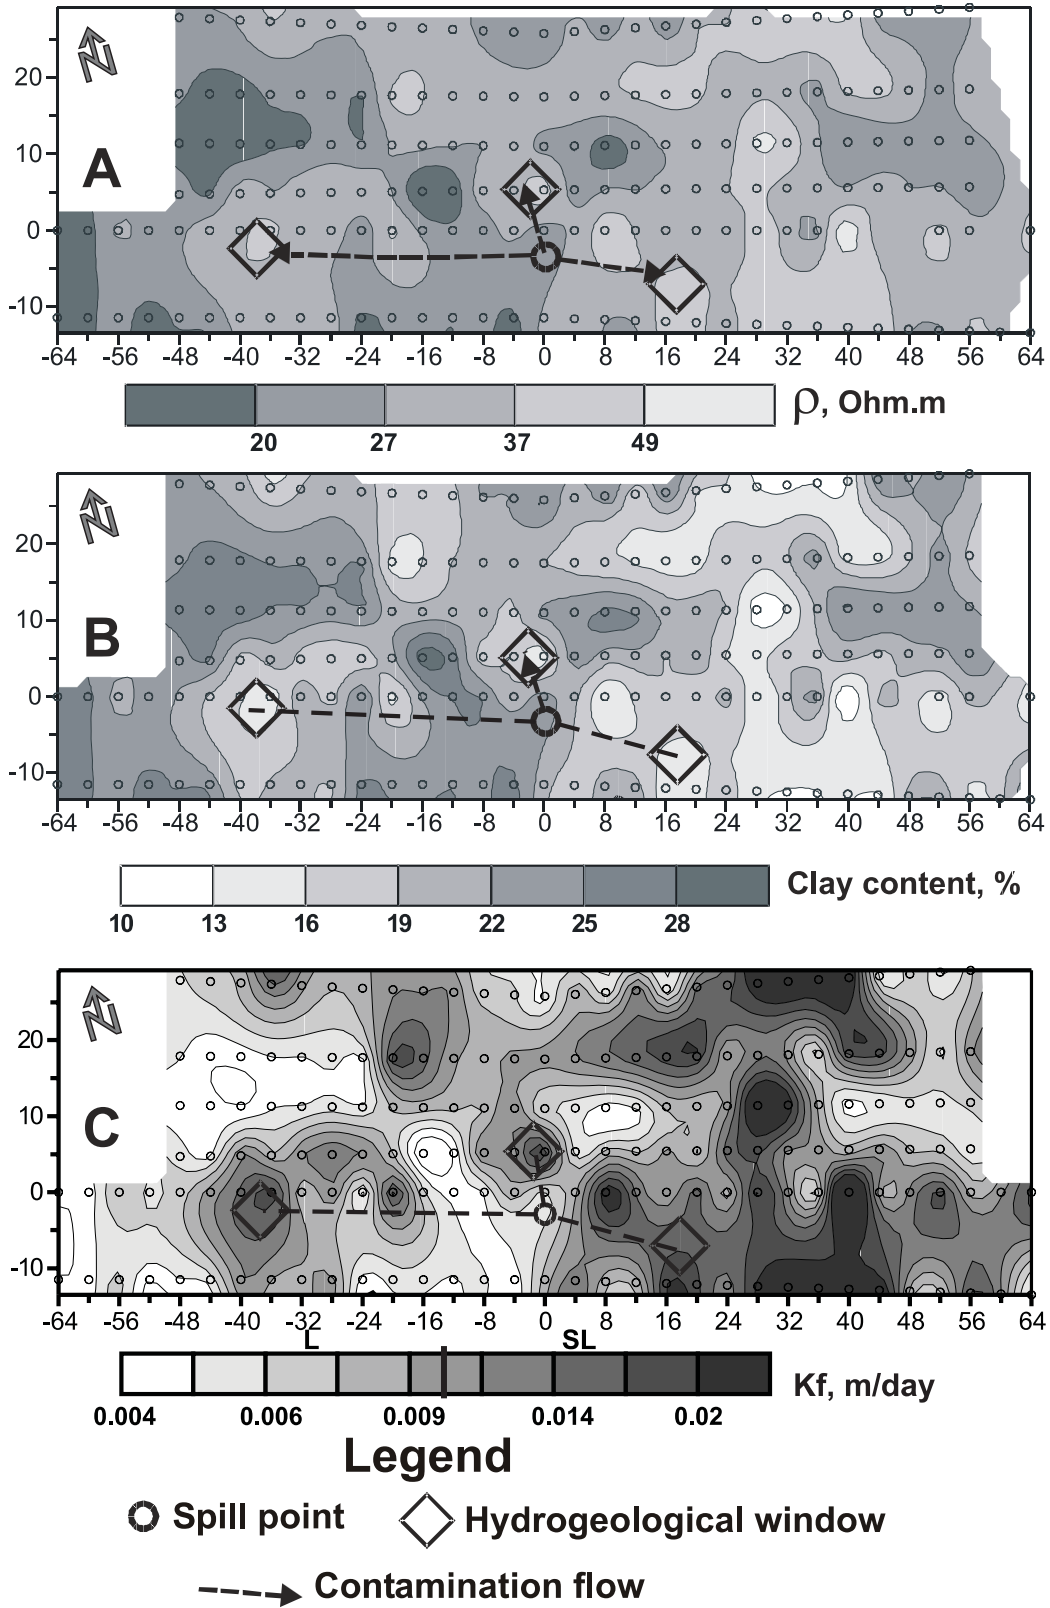 N
20
A
10
0
-10
-64 -56 -48 -40 -32 -24 -16 -8 0 8 16 24 32 40 48 56 64
ρ, Ohm.m
20 27 37 49
N
20
B
10
0
-10
-64 -56 -48 -40 -32 -24 -16 -8 0 8 16 24 32 40 48 56 64
Clay content, %
10 13 16 19 22 25 28
N
20
C
10
0
-10
-64 -56 -48 -40 -32 -24 -16 -8 0 8 16 24 32 40 48 56 64
L SL
Kf, m/day
0.004 0.006 0.009 0.014 0.02
Legend
Spill point Hydrogeological window
Contamination flow